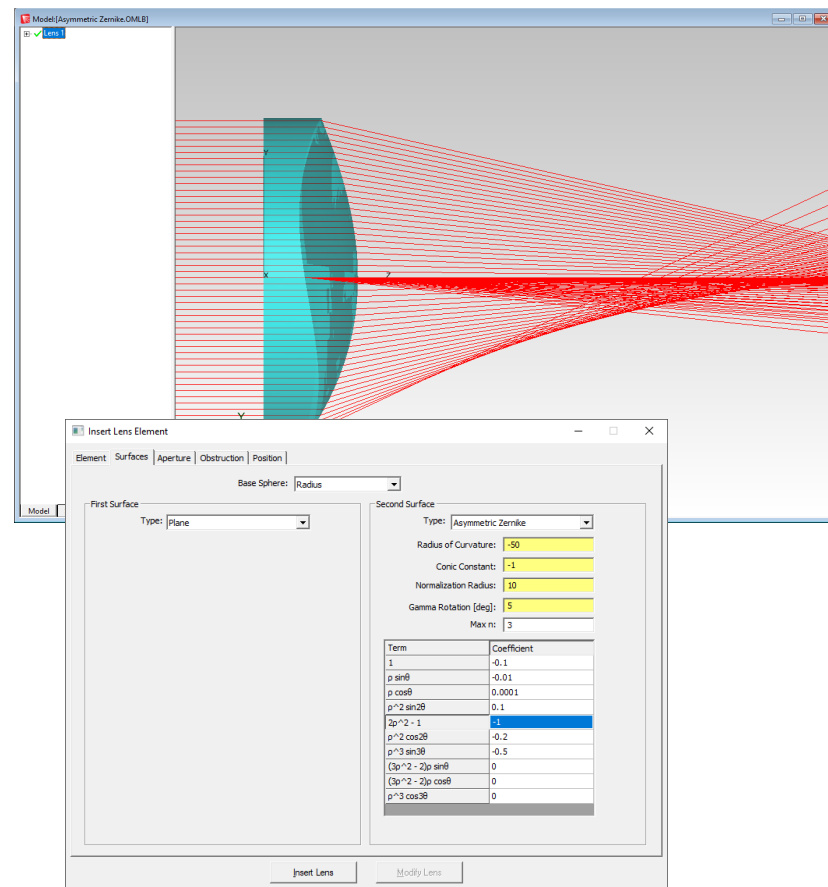 Model:[Asymmetric Zernike.OMLB]
Lens 1
Y
X
Z
Y
Model
Insert Lens Element
Element Surfaces Aperture Obstruction Position
Base Sphere: Radius
First Surface
Type: Plane
Second Surface
Type: Asymmetric Zernike
Radius of Curvature: -50
Conic Constant: -1
Normalization Radius: 10
Gamma Rotation [deg]: 5
Max n: 3
Term Coefficient
1 -0.1
ρ sinθ -0.01
ρ cosθ 0.0001
ρ^2 sin2θ 0.1
2ρ^2 - 1 -1
ρ^2 cos2θ -0.2
ρ^3 sin3θ -0.5
(3ρ^2 - 2)ρ sinθ 0
(3ρ^2 - 2)ρ cosθ 0
ρ^3 cos3θ 0
Insert Lens Modify Lens